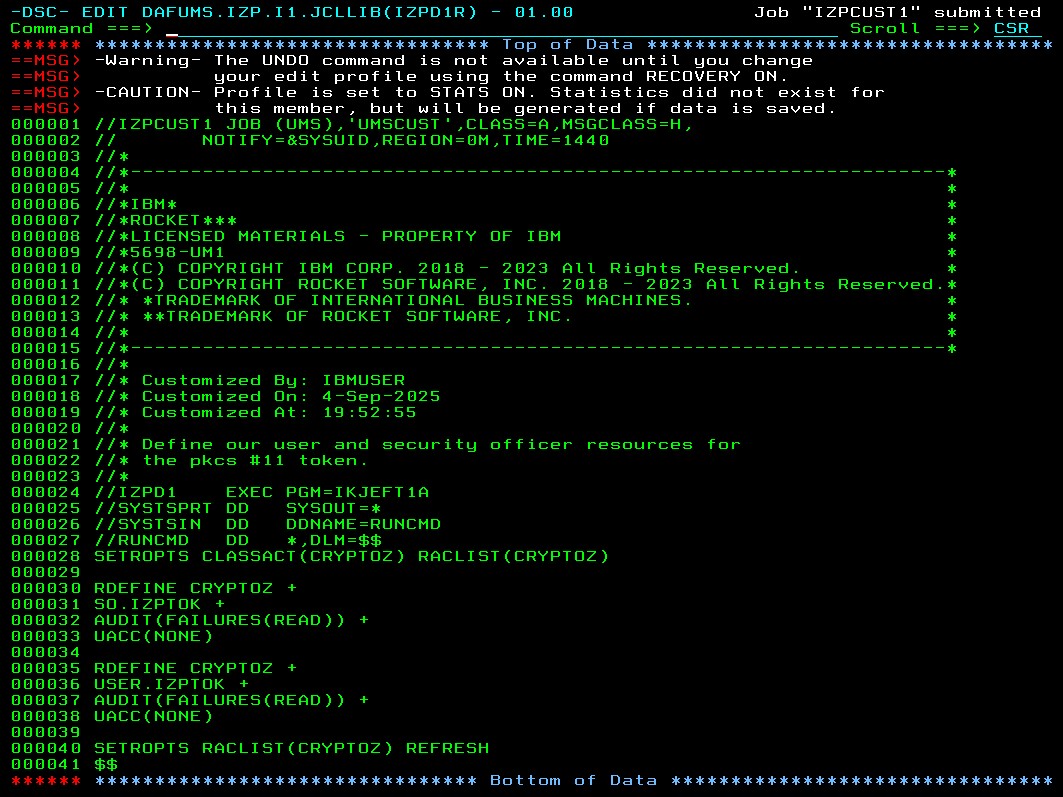 -DSC- EDIT DAFUMS.IZP.I1.JCLLIB(IZPD1R) - 01.00 Job "IZPCUST1" submitted
Command ===> _ Scroll ===> CSR
****** ********************************* Top of Data **********************************
==MSG> -Warning- The UNDO command is not available until you change
==MSG>           your edit profile using the command RECOVERY ON.
==MSG> -CAUTION- Profile is set to STATS ON. Statistics did not exist for
==MSG>           this member, but will be generated if data is saved.
000001 //IZPCUST1 JOB (UMS),'UMSCUST',CLASS=A,MSGCLASS=H,
000002 //       NOTIFY=&SYSUID,REGION=0M,TIME=1440
000003 //*
000004 //*--------------------------------------------------------------------*
000005 //*                                                                    *
000006 //*IBM*                                                                *
000007 //*ROCKET***                                                           *
000008 //*LICENSED MATERIALS - PROPERTY OF IBM                                *
000009 //*5698-UM1                                                            *
000010 //*(C) COPYRIGHT IBM CORP. 2018 - 2023 All Rights Reserved.            *
000011 //*(C) COPYRIGHT ROCKET SOFTWARE, INC. 2018 - 2023 All Rights Reserved.*
000012 //* *TRADEMARK OF INTERNATIONAL BUSINESS MACHINES.                     *
000013 //* **TRADEMARK OF ROCKET SOFTWARE, INC.                               *
000014 //*                                                                    *
000015 //*--------------------------------------------------------------------*
000016 //*
000017 //* Customized By: IBMUSER
000018 //* Customized On: 4-Sep-2025
000019 //* Customized At: 19:52:55
000020 //*
000021 //* Define our user and security officer resources for
000022 //* the pkcs #11 token.
000023 //*
000024 //IZPD1    EXEC PGM=IKJEFT1A
000025 //SYSTSPRT DD   SYSOUT=*
000026 //SYSTSIN  DD   DDNAME=RUNCMD
000027 //RUNCMD   DD   *,DLM=$$
000028 SETROPTS CLASSACT(CRYPTOZ) RACLIST(CRYPTOZ)
000029
000030 RDEFINE CRYPTOZ +
000031 SO.IZPTOK +
000032 AUDIT(FAILURES(READ)) +
000033 UACC(NONE)
000034
000035 RDEFINE CRYPTOZ +
000036 USER.IZPTOK +
000037 AUDIT(FAILURES(READ)) +
000038 UACC(NONE)
000039
000040 SETROPTS RACLIST(CRYPTOZ) REFRESH
000041 $$
****** ******************************** Bottom of Data ********************************